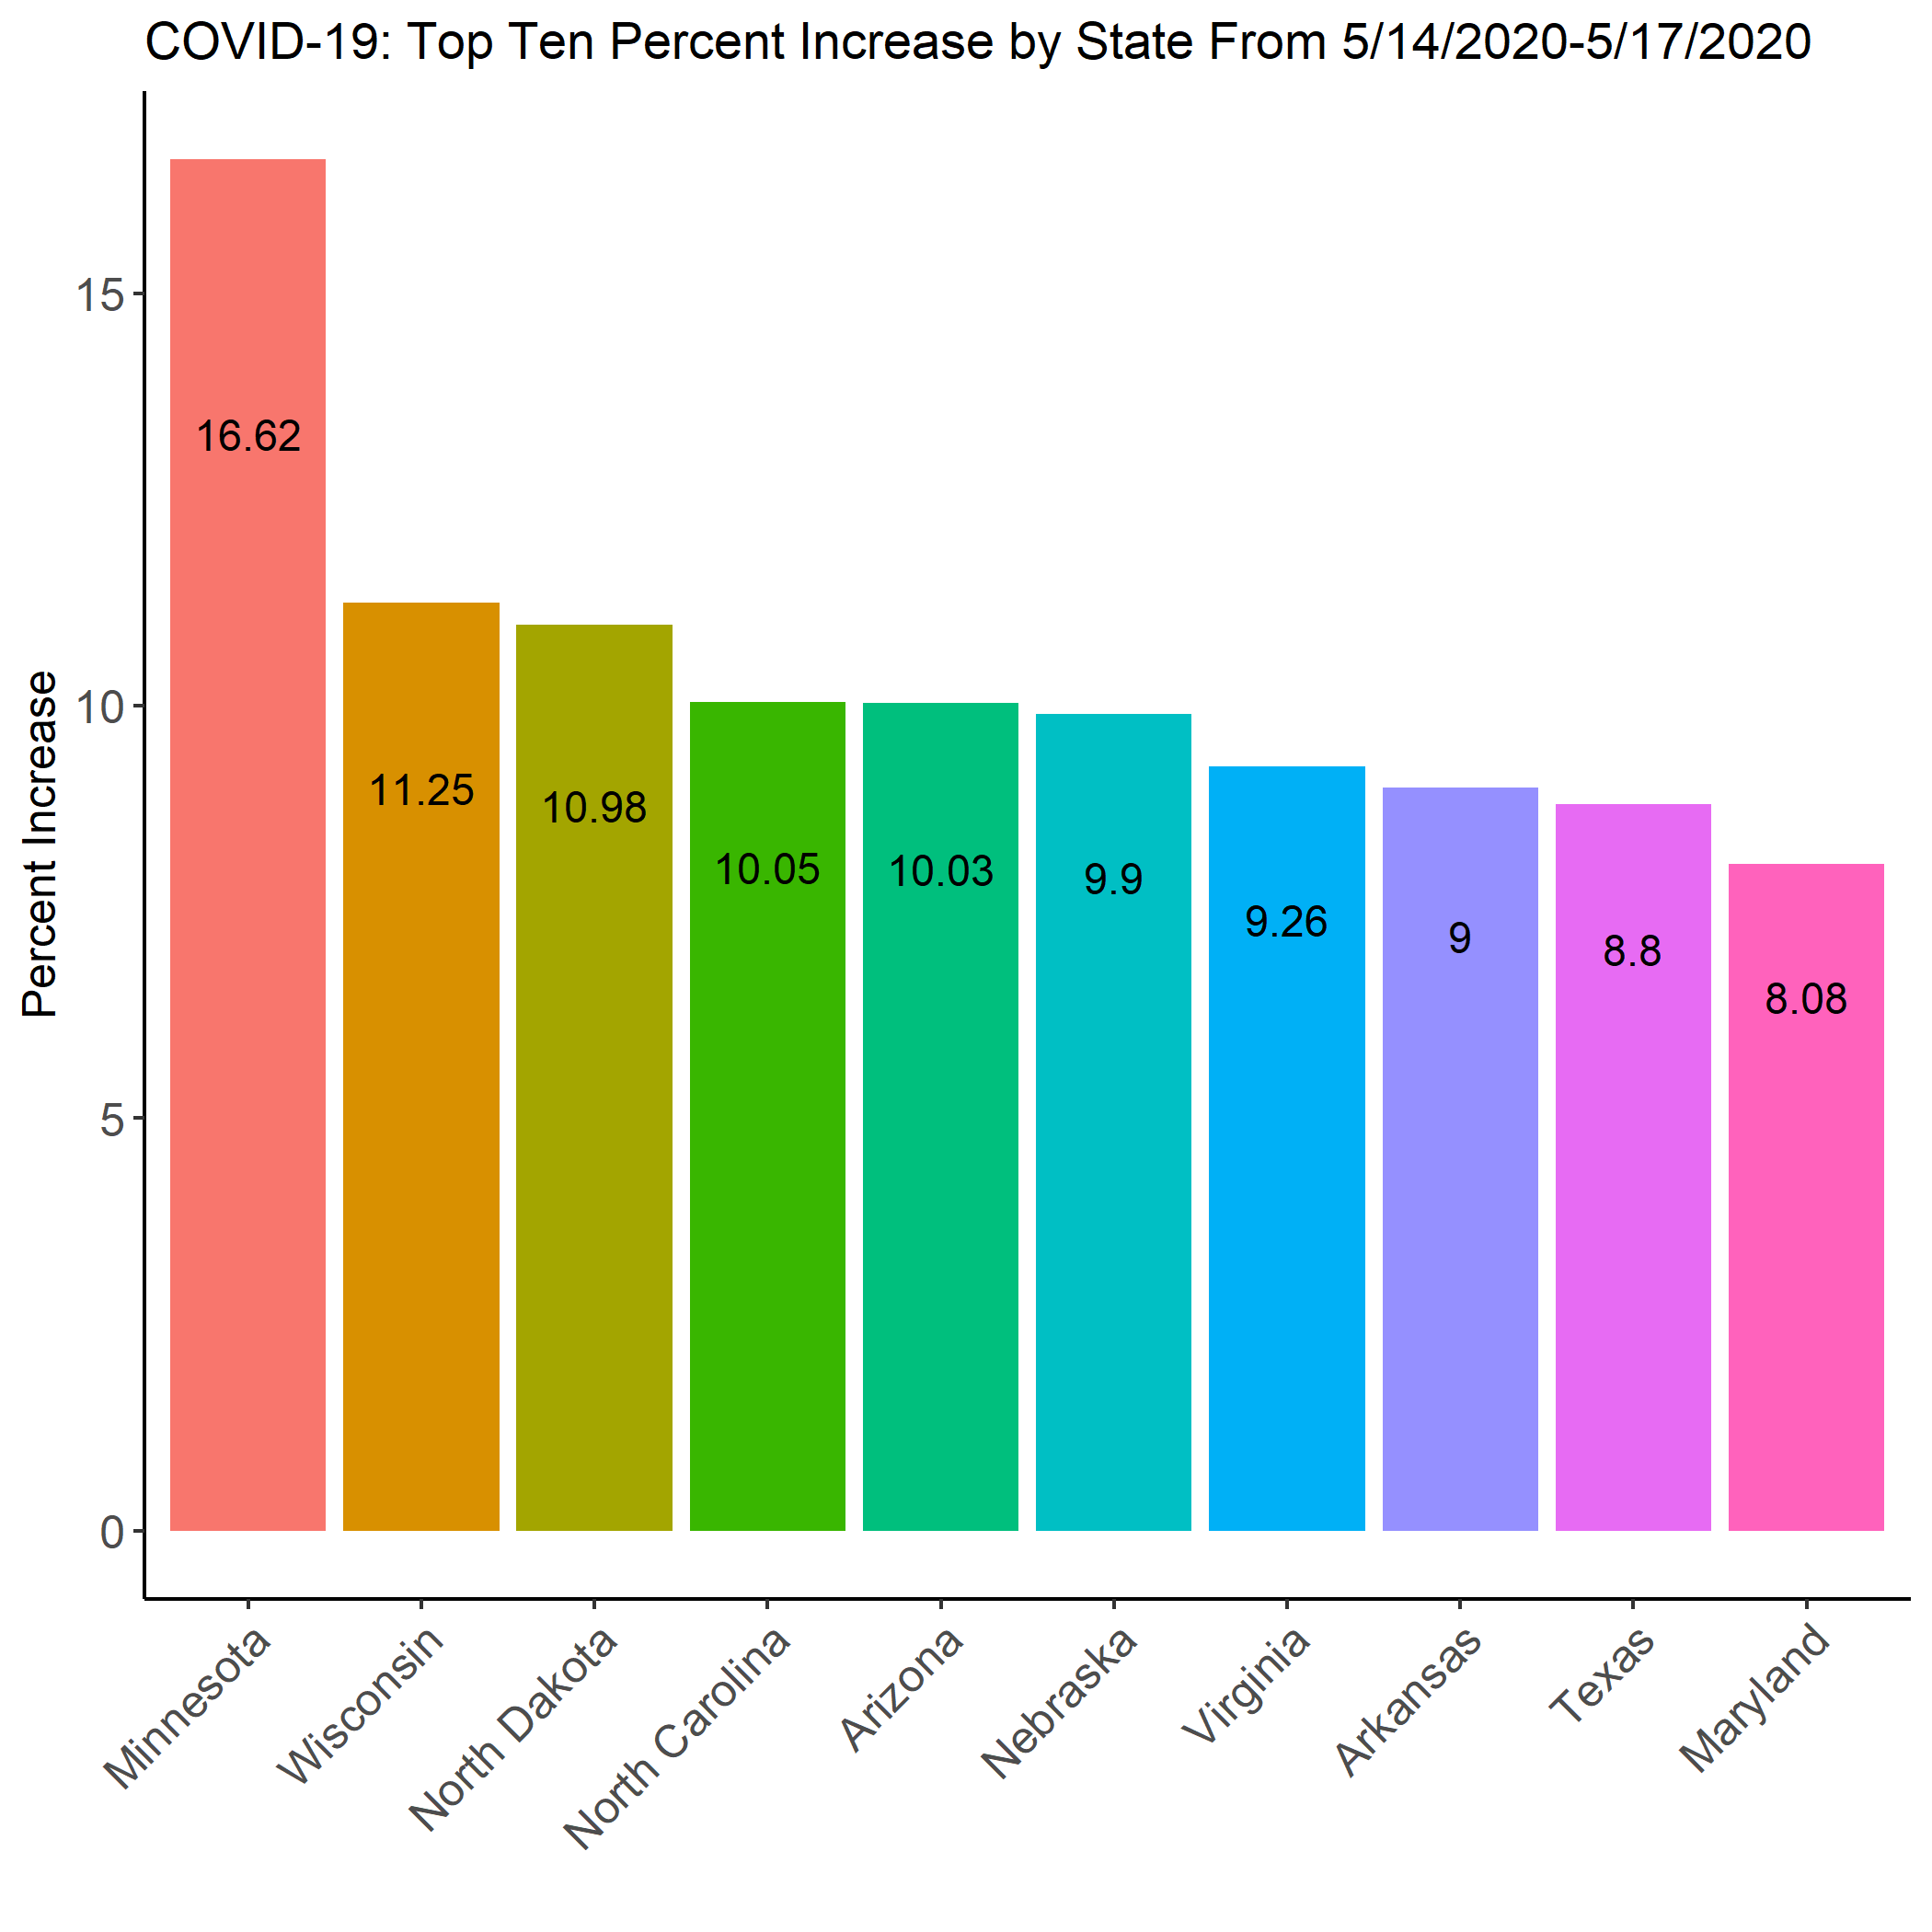 COVID-19: Top Ten Percent Increase by State From 5/14/2020-5/17/2020
Percent Increase
15
10
5
0
16.62
11.25
10.98
10.05
10.03
9.9
9.26
9
8.8
8.08
Minnesota
Wisconsin
North Dakota
North Carolina
Arizona
Nebraska
Virginia
Arkansas
Texas
Maryland